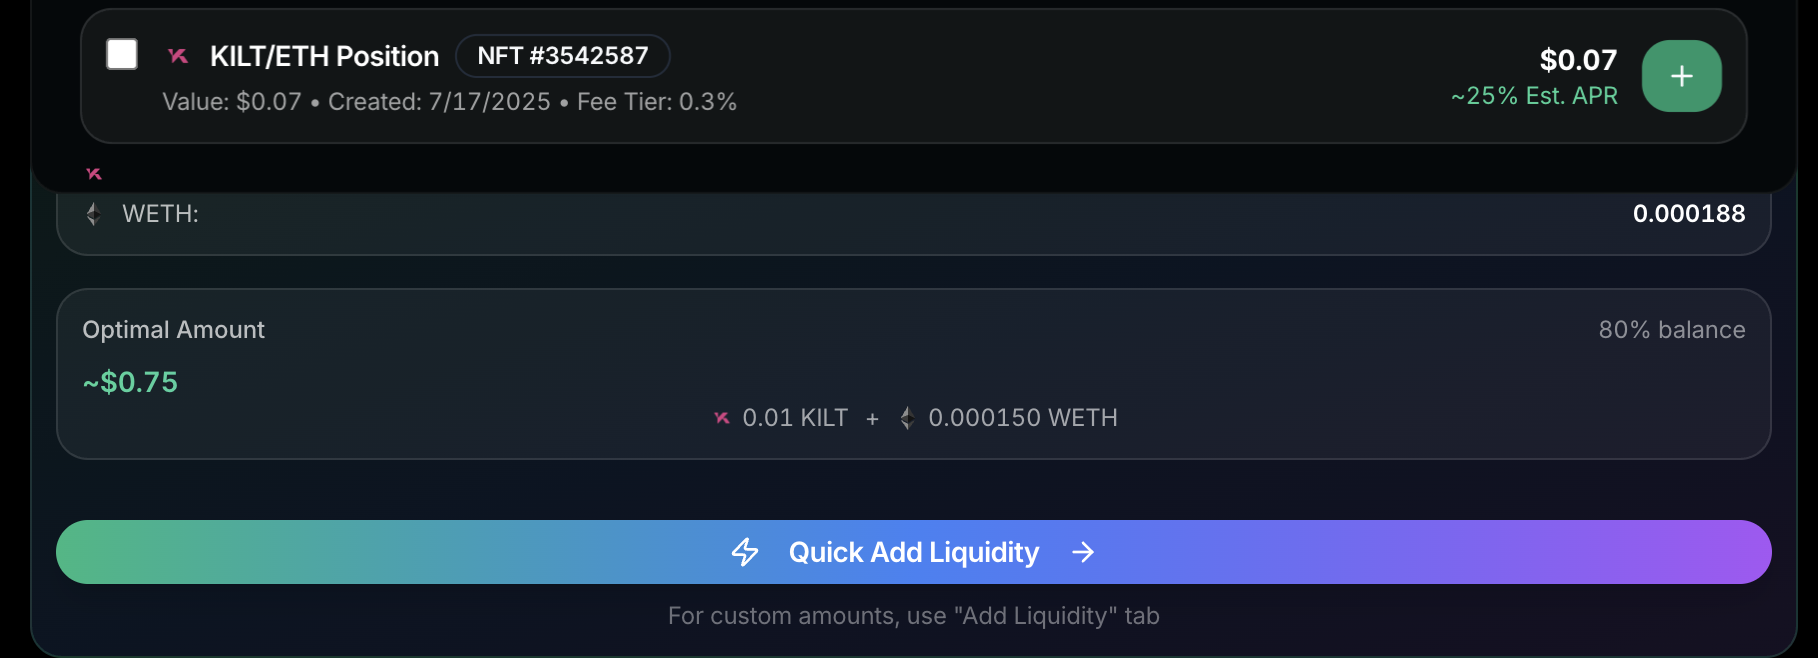 KILT/ETH Position NFT #3542587
$0.07
Value: $0.07 • Created: 7/17/2025 • Fee Tier: 0.3%
~25% Est. APR
WETH: 0.000188
Optimal Amount 80% balance
~$0.75
0.01 KILT + 0.000150 WETH
Quick Add Liquidity
For custom amounts, use "Add Liquidity" tab